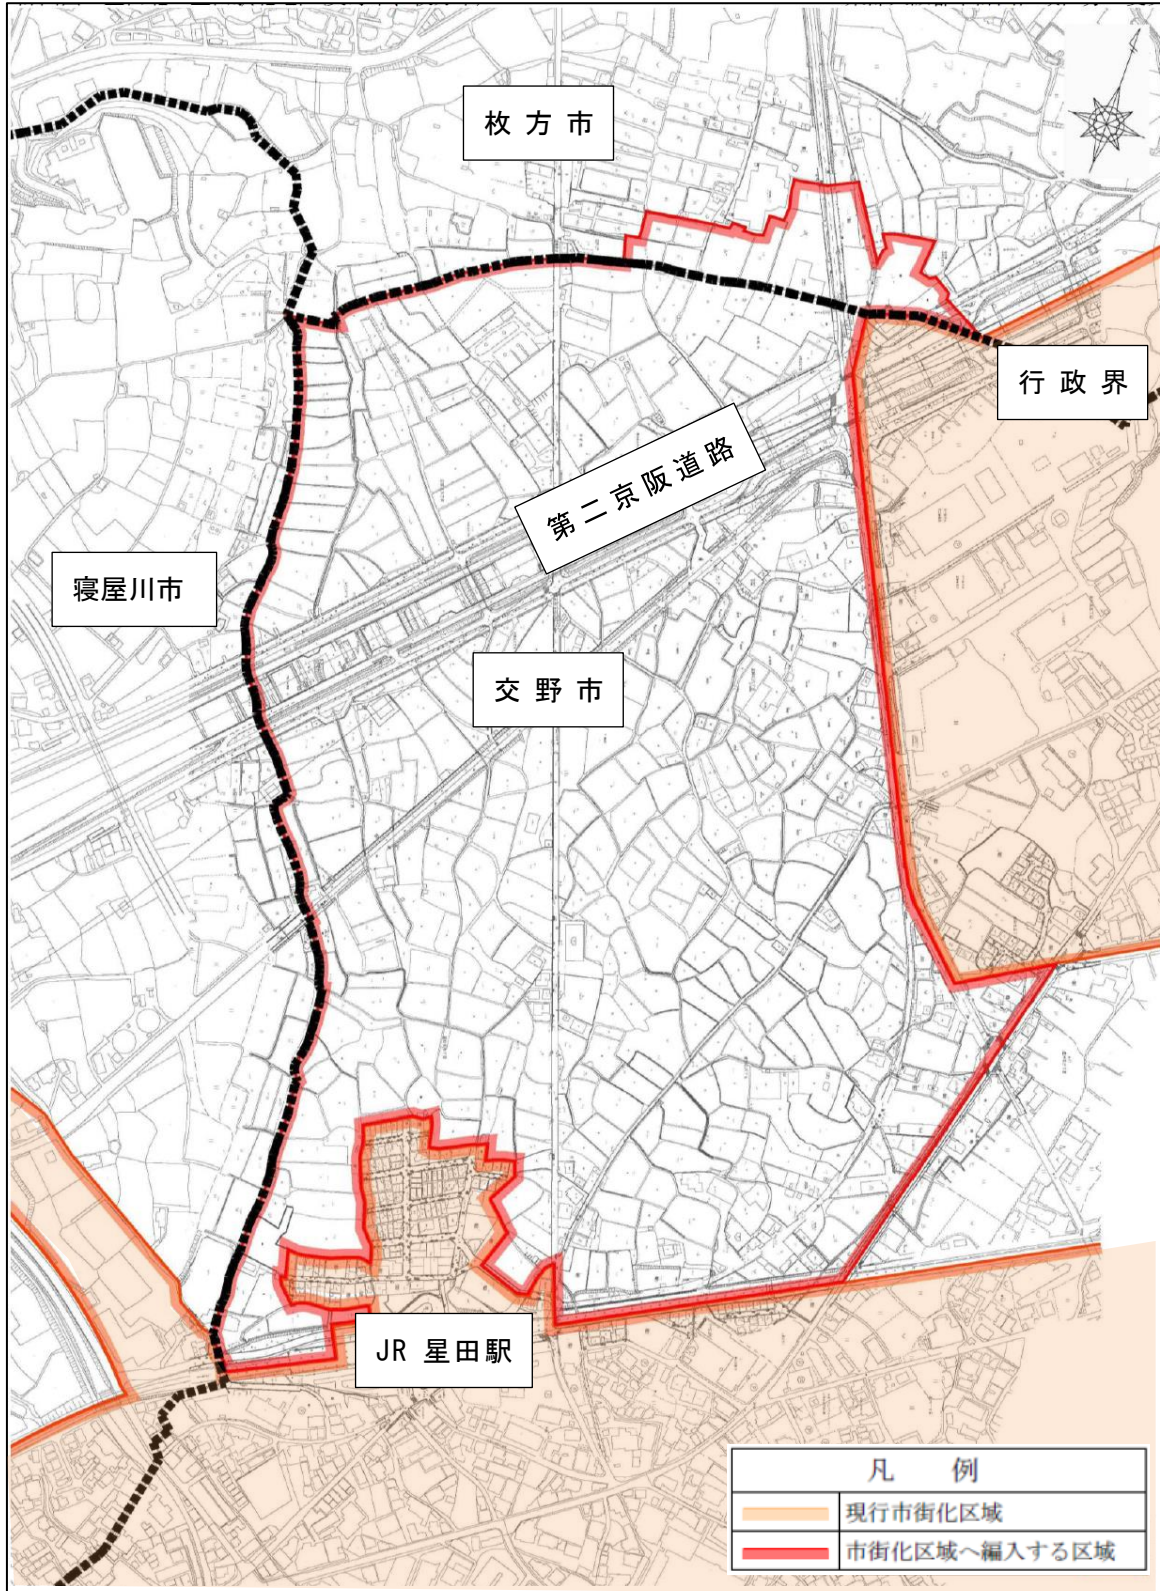 枚方市
行政界
第二京阪道路
寝屋川市
交野市
JR 星田駅
凡 例
現行市街化区域
市街化区域へ編入する区域